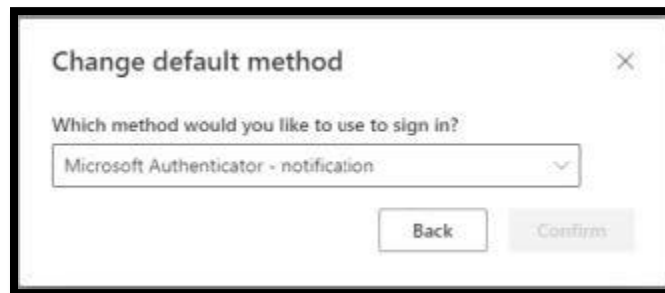 Change default method
Which method would you like to use to sign in?
Microsoft Authenticator - notification
Back
Confirm